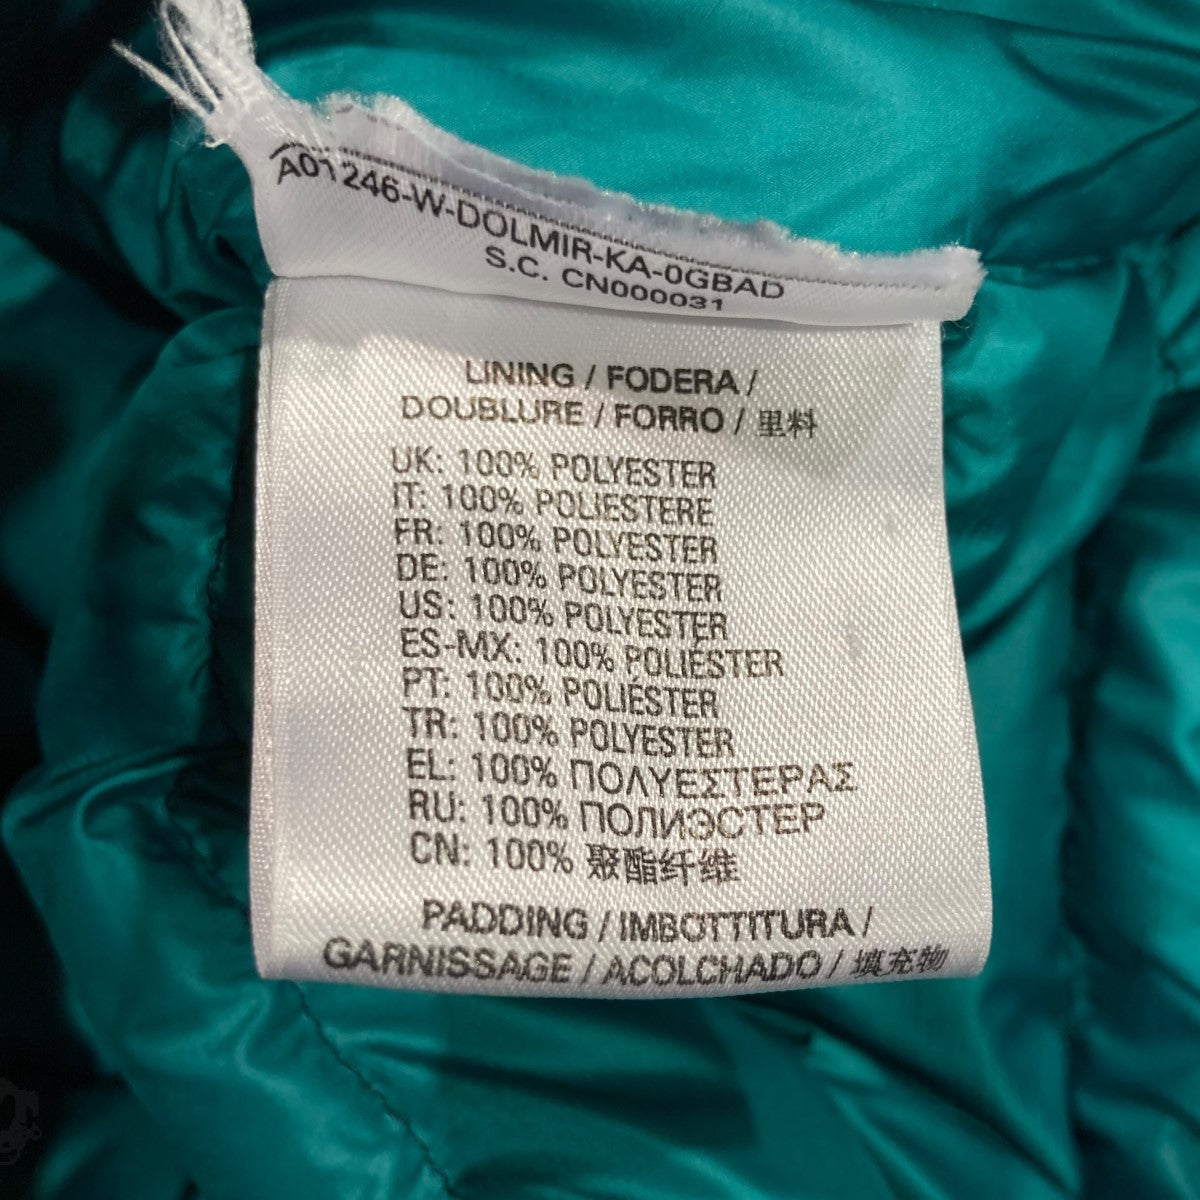 A01246-W-DOLMIR-KA-0GBAD
S.C. CN000031
LINING / FODERA /
DOUBLURE / FORRO / 里料
UK: 100% POLYESTER
IT: 100% POLIESTERE
FR: 100% POLYESTER
DE: 100% POLYESTER
US: 100% POLYESTER
ES-MX: 100% POLIÉSTER
PT: 100% POLIÉSTER
TR: 100% POLYESTER
EL: 100% ΠΟΛΥΕΣΤΕΡΑΣ
RU: 100% ПОЛИЭСТЕР
CN: 100% 聚酯纤维
PADDING / IMBOTTITURA /
GARNISSAGE / ACOLCHADO / 填充物